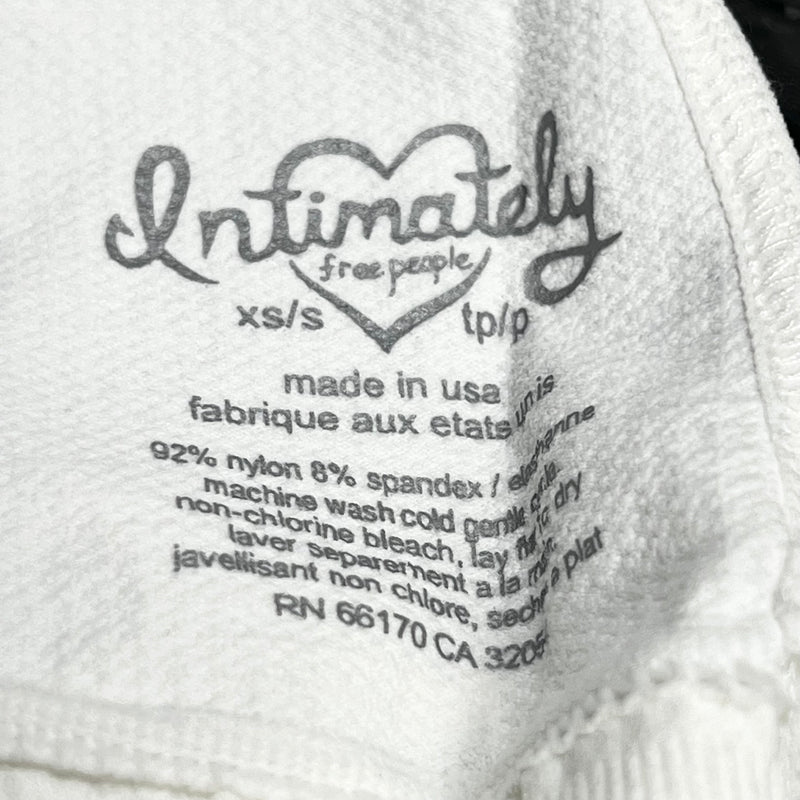 Intimately
free people
xs/s tp/p
made in usa
fabrique aux etats unis
92% nylon 8% spandex / elasthanne
machine wash cold gentle cycle.
non-chlorine bleach, lay flat to dry
laver separement a la main.
javellisant non chlore, secher a plat
RN 66170 CA